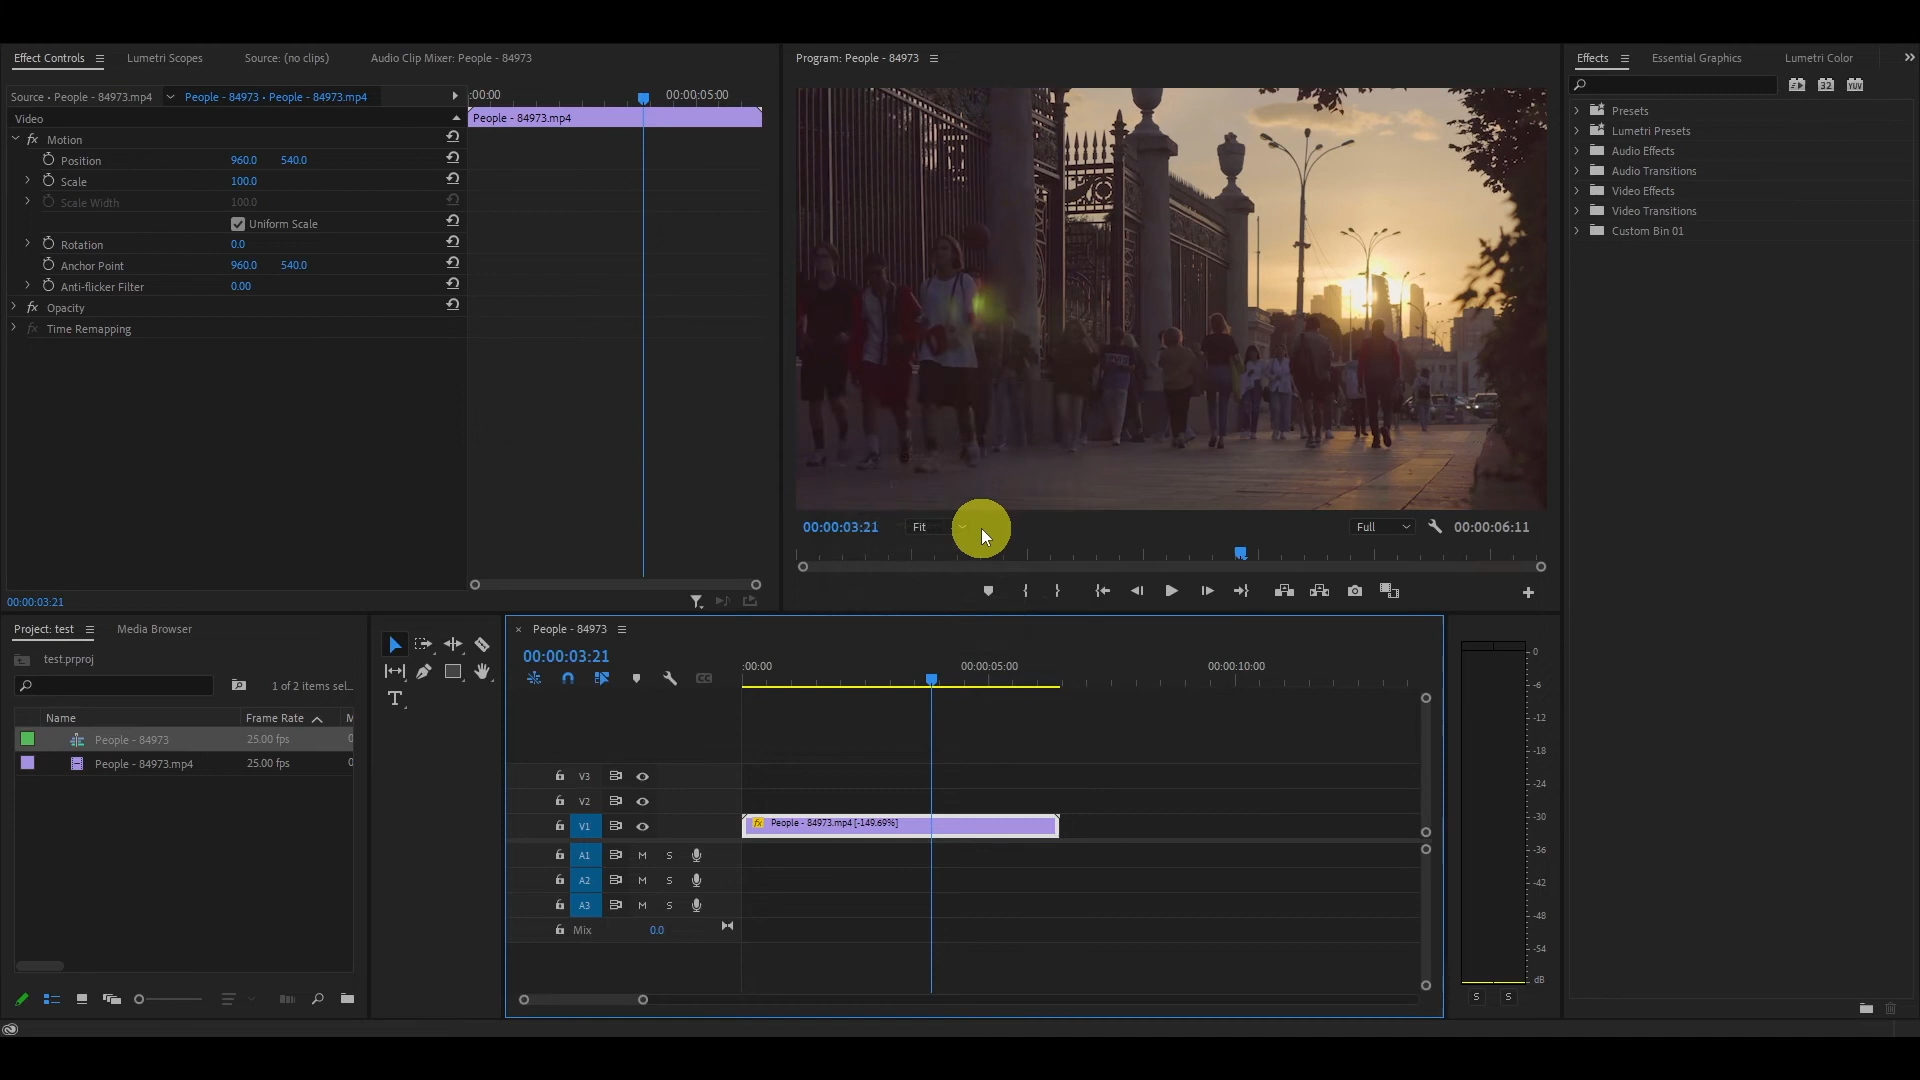 Effect Controls
Lumetri Scopes
Source: (no clips)
Audio Clip Mixer: People - 84973
Source • People - 84973.mp4
People - 84973 • People - 84973.mp4
:00:00
00:00:05:00
Video
People - 84973.mp4
fx Motion
Position 960.0 540.0
Scale 100.0
Scale Width 100.0
Uniform Scale
Rotation 0.0
Anchor Point 960.0 540.0
Anti-flicker Filter 0.00
fx Opacity
fx Time Remapping
00:00:03:21
Program: People - 84973
00:00:03:21
Fit
Full
00:00:06:11
Effects
Essential Graphics
Lumetri Color
32
YUV
Presets
Lumetri Presets
Audio Effects
Audio Transitions
Video Effects
Video Transitions
Custom Bin 01
Project: test
Media Browser
test.prproj
1 of 2 items sel...
Name
Frame Rate
M
People - 84973 25.00 fps 0
People - 84973.mp4 25.00 fps 0
T
× People - 84973
00:00:03:21
CC
:00:00
00:00:05:00
00:00:10:00
V3
V2
V1
fx People - 84973.mp4 [-149.69%]
A1 M S
A2 M S
A3 M S
Mix 0.0
0
-6
-12
-18
-24
-30
-36
-42
-48
-54
dB
S S